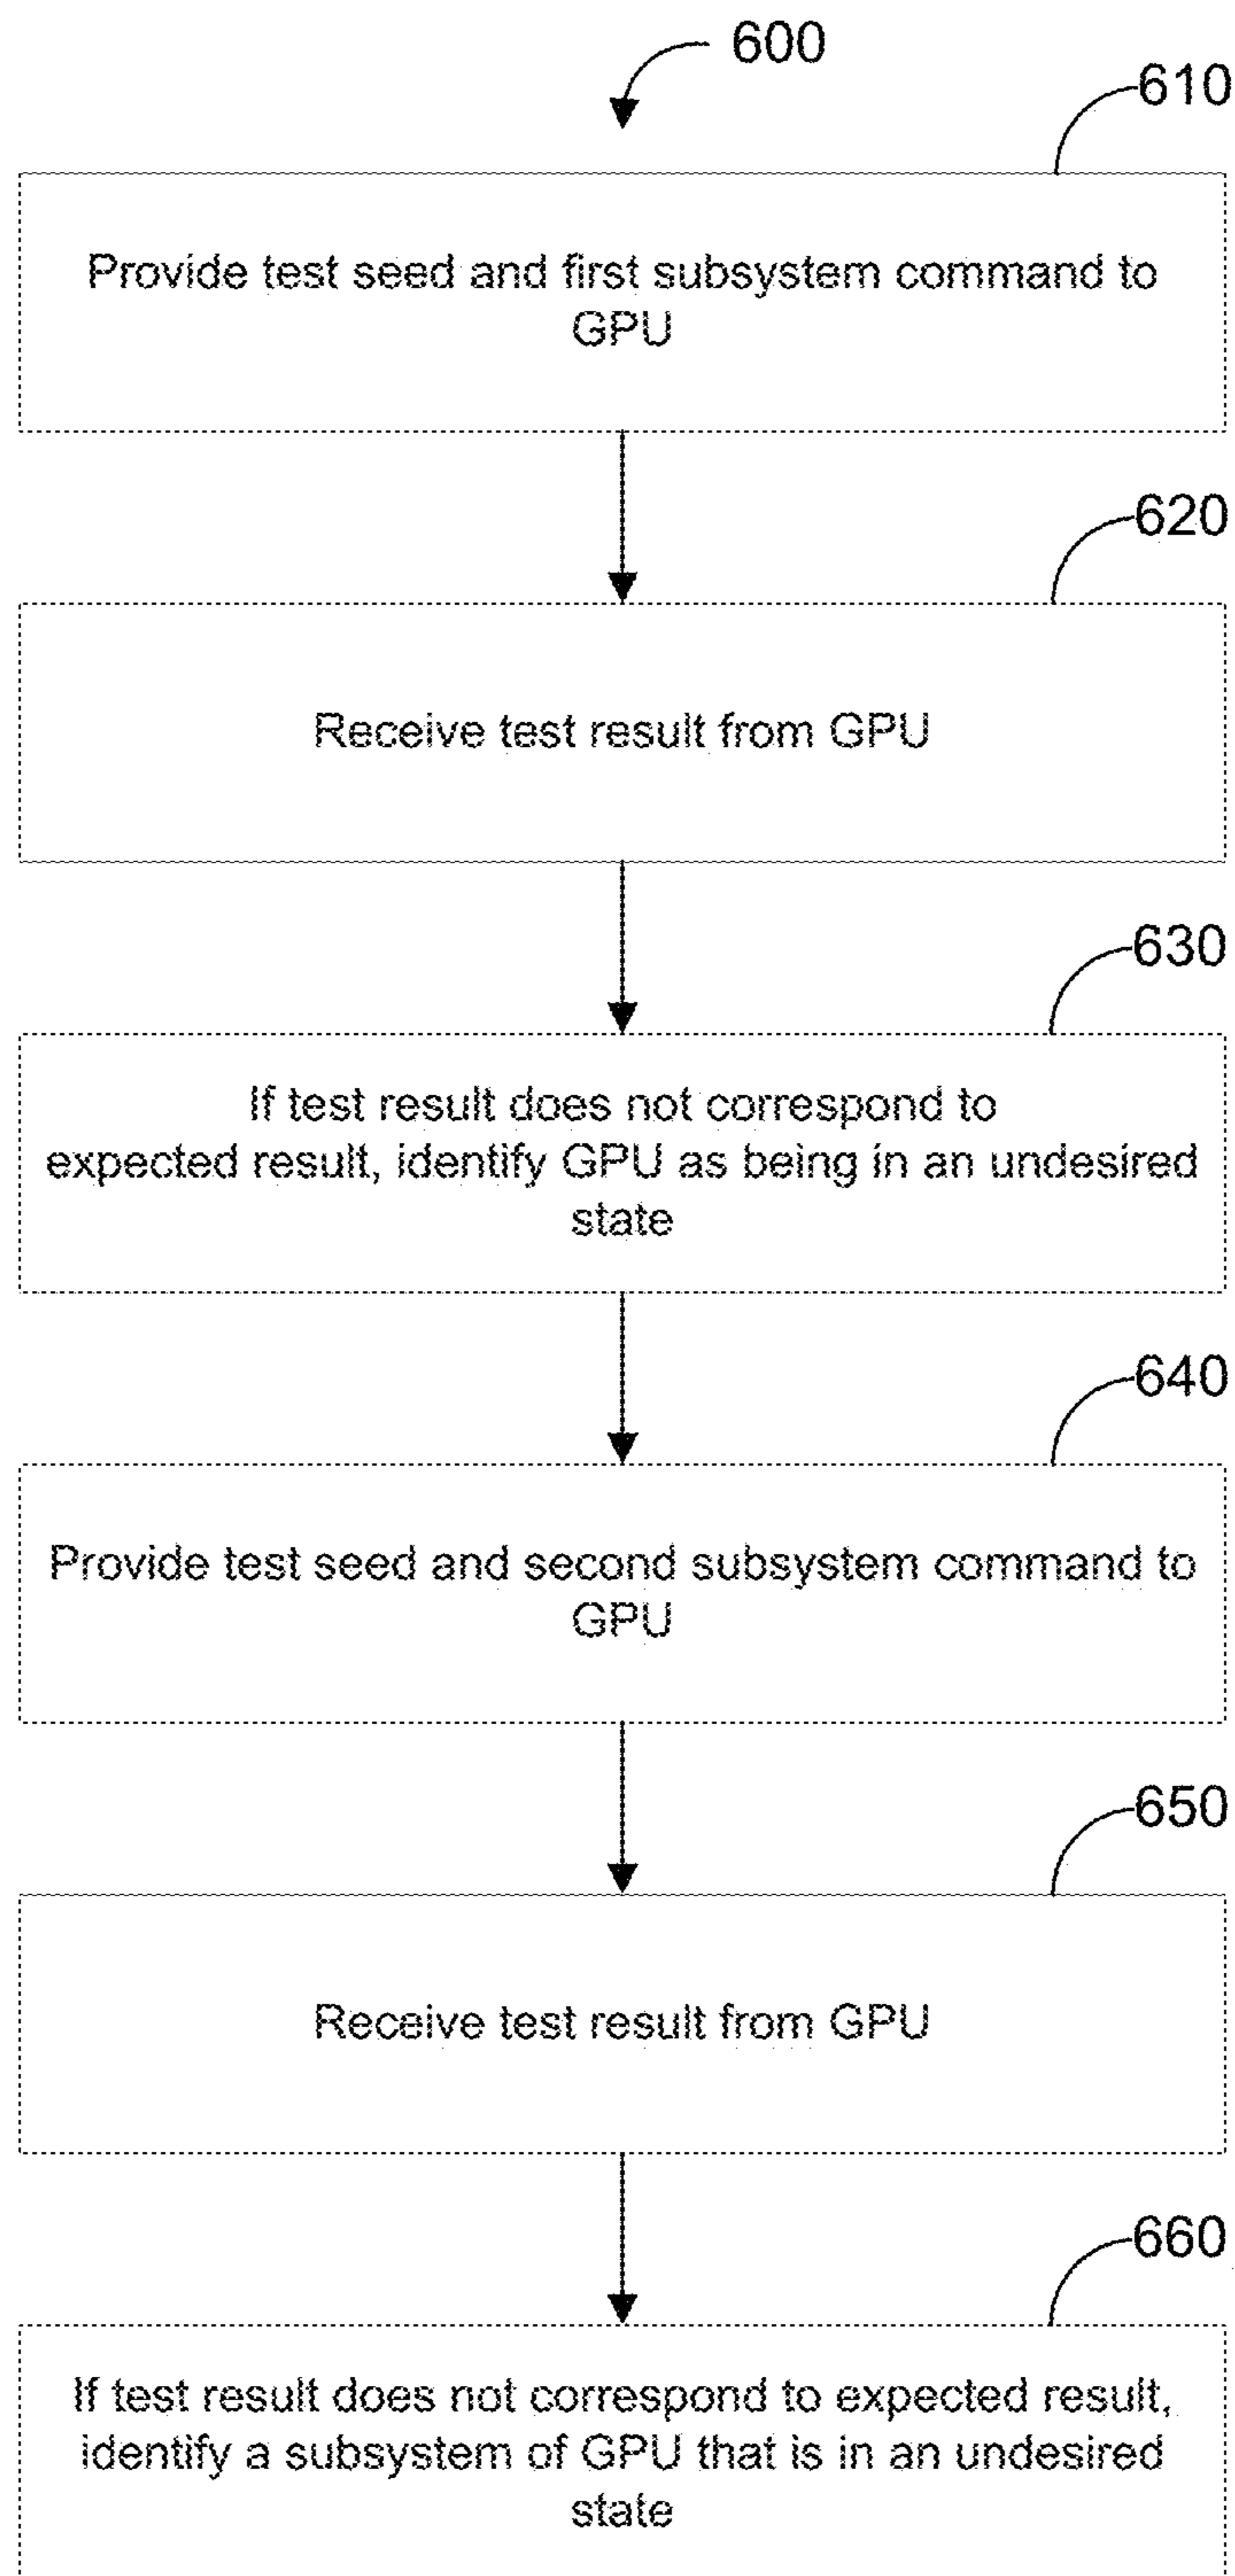 600
610
Provide test seed and first subsystem command to
GPU
620
Receive test result from GPU
630
If test result does not correspond to
expected result, identify GPU as being in an undesired
state
640
Provide test seed and second subsystem command to
GPU
650
Receive test result from GPU
660
If test result does not correspond to expected result,
identify a subsystem of GPU that is in an undesired
state